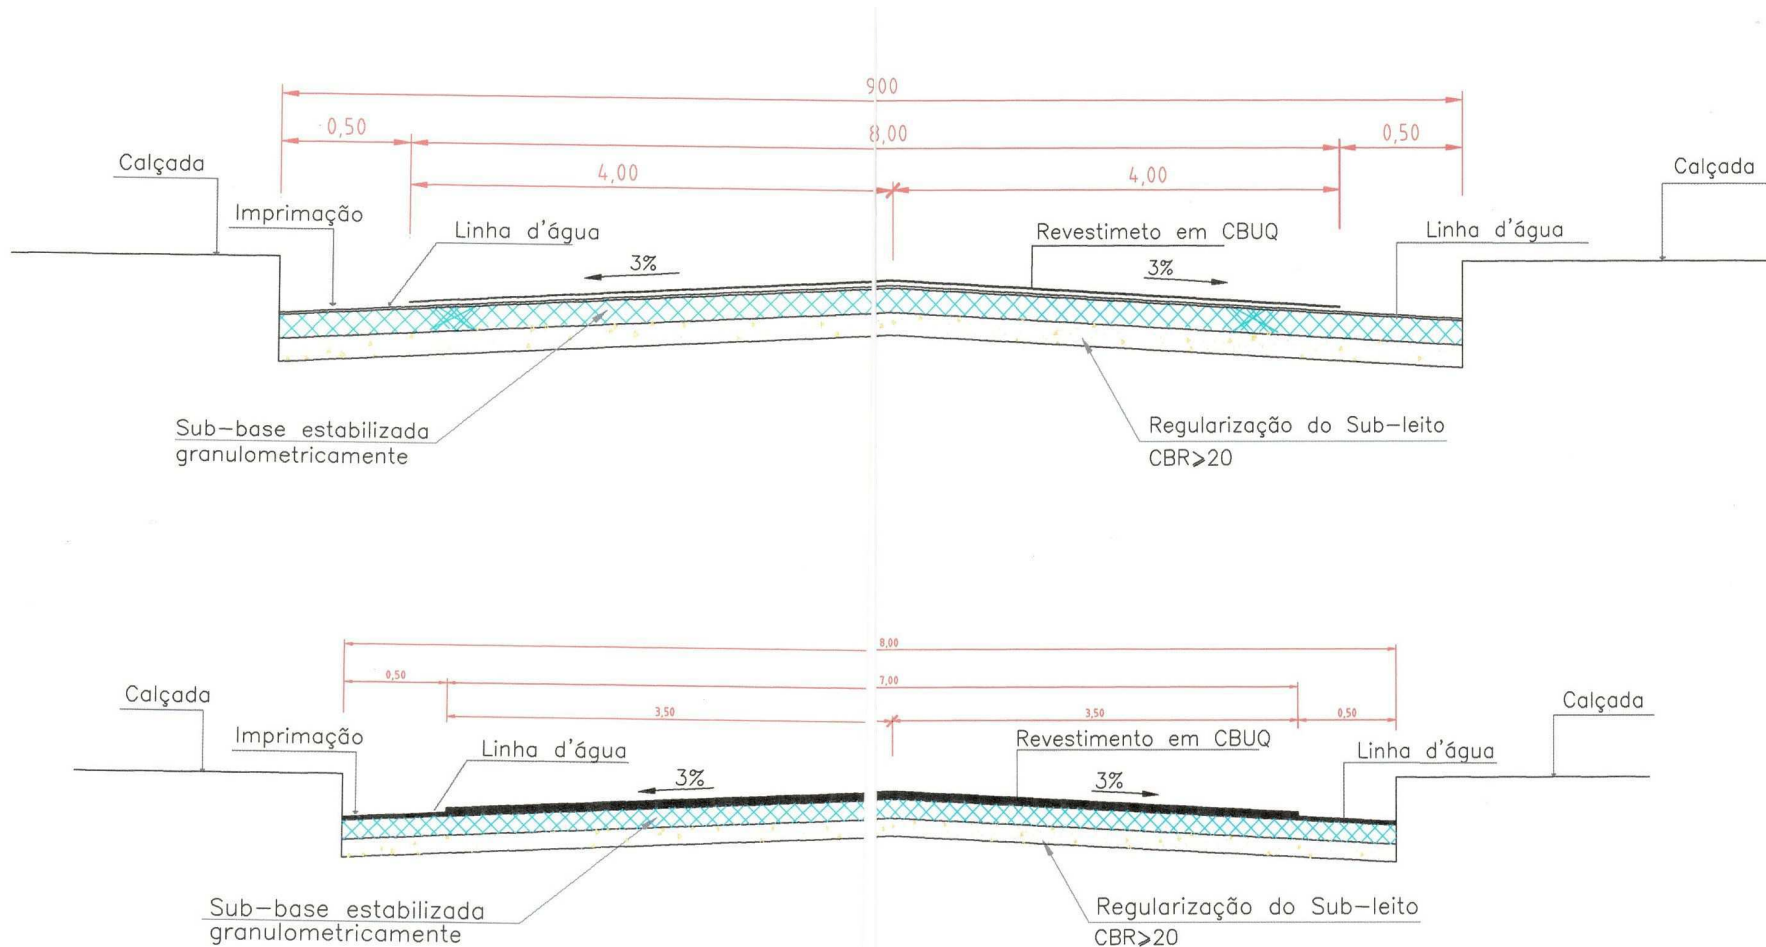 900
0,50
8,00
0,50
4,00
4,00
Calçada
Calçada
Imprimação
Linha d'água
Revestimeto em CBUQ
Linha d'água
3%
3%
Sub-base estabilizada
granulometricamente
Regularização do Sub-leito
CBR⩾20
8,00
0,50
7,00
3,50
3,50
0,50
Calçada
Calçada
Imprimação
Linha d'água
Revestimento em CBUQ
Linha d'água
3%
3%
Sub-base estabilizada
granulometricamente
Regularização do Sub-leito
CBR⩾20